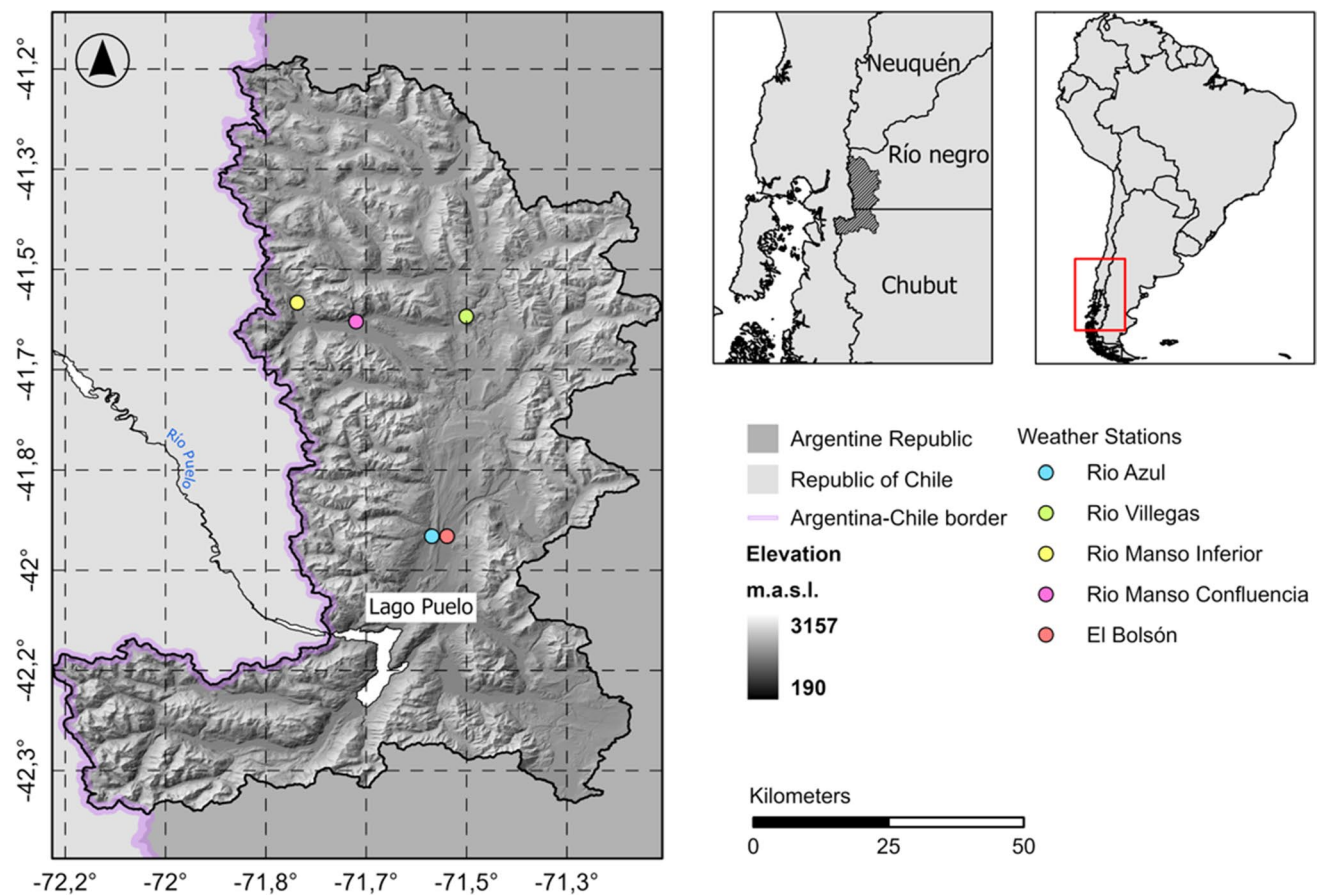 -41,2°
-41,3°
-41,5°
-41,7°
-41,8°
-42°
-42,2°
-42,3°
-72,2°
-72°
-71,8°
-71,7°
-71,5°
-71,3°
Río Puelo
Lago Puelo
Neuquén
Río negro
Chubut
Argentine Republic
Republic of Chile
Argentina-Chile border
Elevation
m.a.s.l.
3157
190
Weather Stations
Rio Azul
Rio Villegas
Rio Manso Inferior
Rio Manso Confluencia
El Bolsón
Kilometers
0 25 50